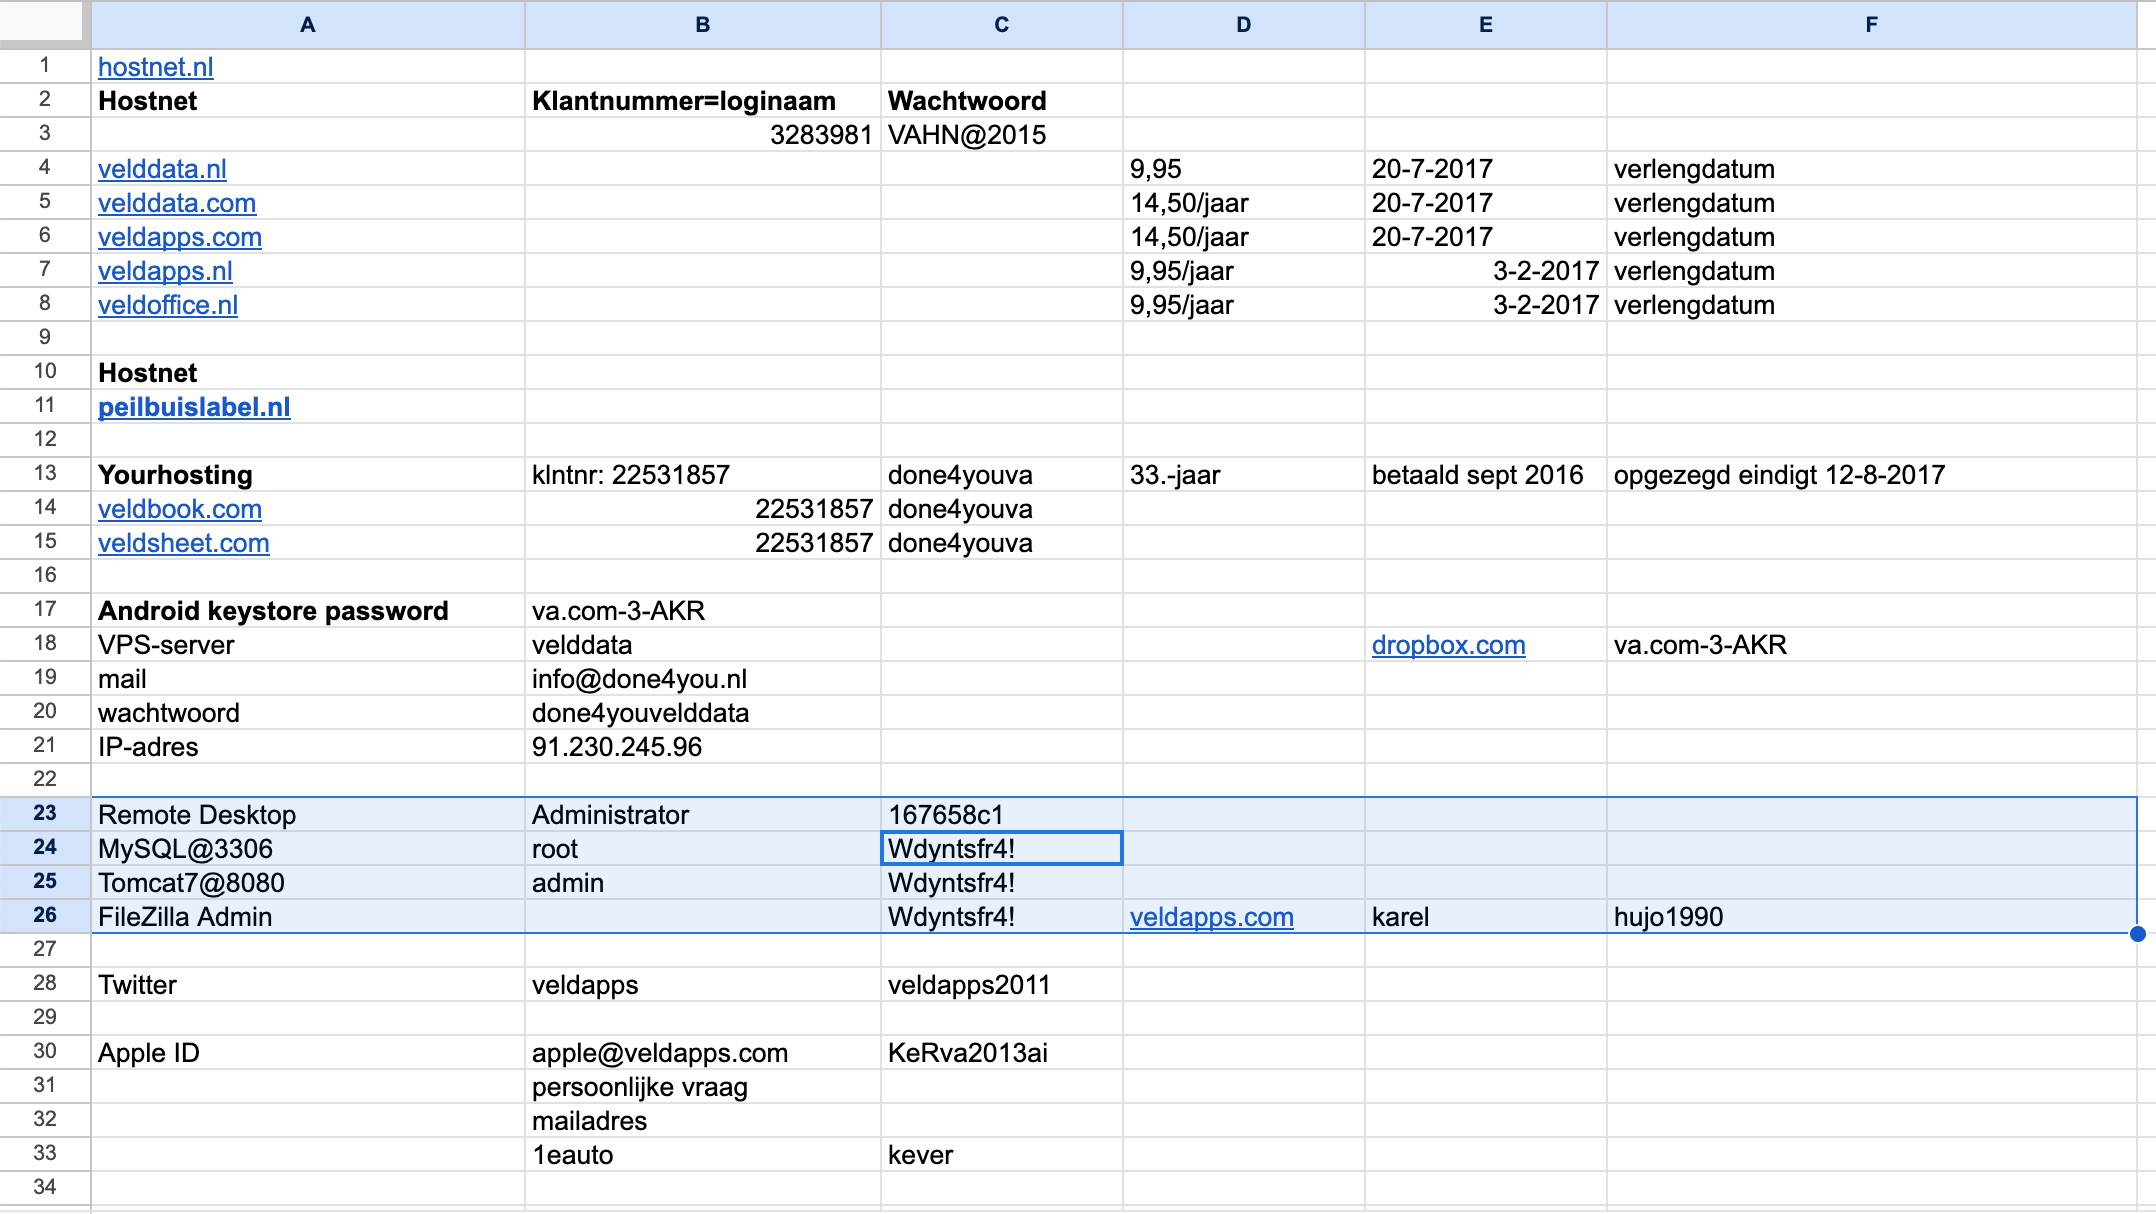 A B C D E F
1 hostnet.nl
2 Hostnet Klantnummer=loginaam Wachtwoord
3 3283981 VAHN@2015
4 velddata.nl 9,95 20-7-2017 verlengdatum
5 velddata.com 14,50/jaar 20-7-2017 verlengdatum
6 veldapps.com 14,50/jaar 20-7-2017 verlengdatum
7 veldapps.nl 9,95/jaar 3-2-2017 verlengdatum
8 veldoffice.nl 9,95/jaar 3-2-2017 verlengdatum
9
10 Hostnet
11 peilbuislabel.nl
12
13 Yourhosting klntnr: 22531857 done4youva 33.-jaar betaald sept 2016 opgezegd eindigt 12-8-2017
14 veldbook.com 22531857 done4youva
15 veldsheet.com 22531857 done4youva
16
17 Android keystore password va.com-3-AKR
18 VPS-server velddata dropbox.com va.com-3-AKR
19 mail info@done4you.nl
20 wachtwoord done4youvelddata
21 IP-adres 91.230.245.96
22
23 Remote Desktop Administrator 167658c1
24 MySQL@3306 root Wdyntsfr4!
25 Tomcat7@8080 admin Wdyntsfr4!
26 FileZilla Admin Wdyntsfr4! veldapps.com karel hujo1990
27
28 Twitter veldapps veldapps2011
29
30 Apple ID apple@veldapps.com KeRva2013ai
31 persoonlijke vraag
32 mailadres
33 1eauto kever
34